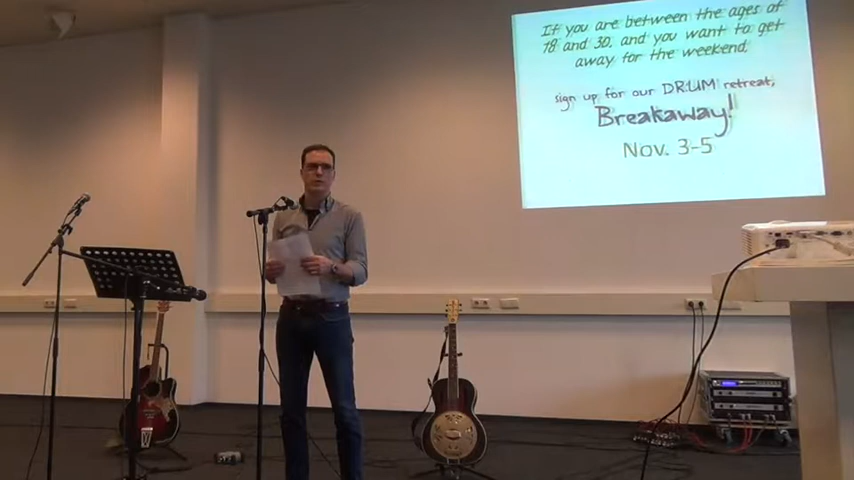 If you are between the ages of
18 and 30, and you want to get
away for the weekend,
sign up for our DRUM retreat,
Breakaway!
Nov. 3-5